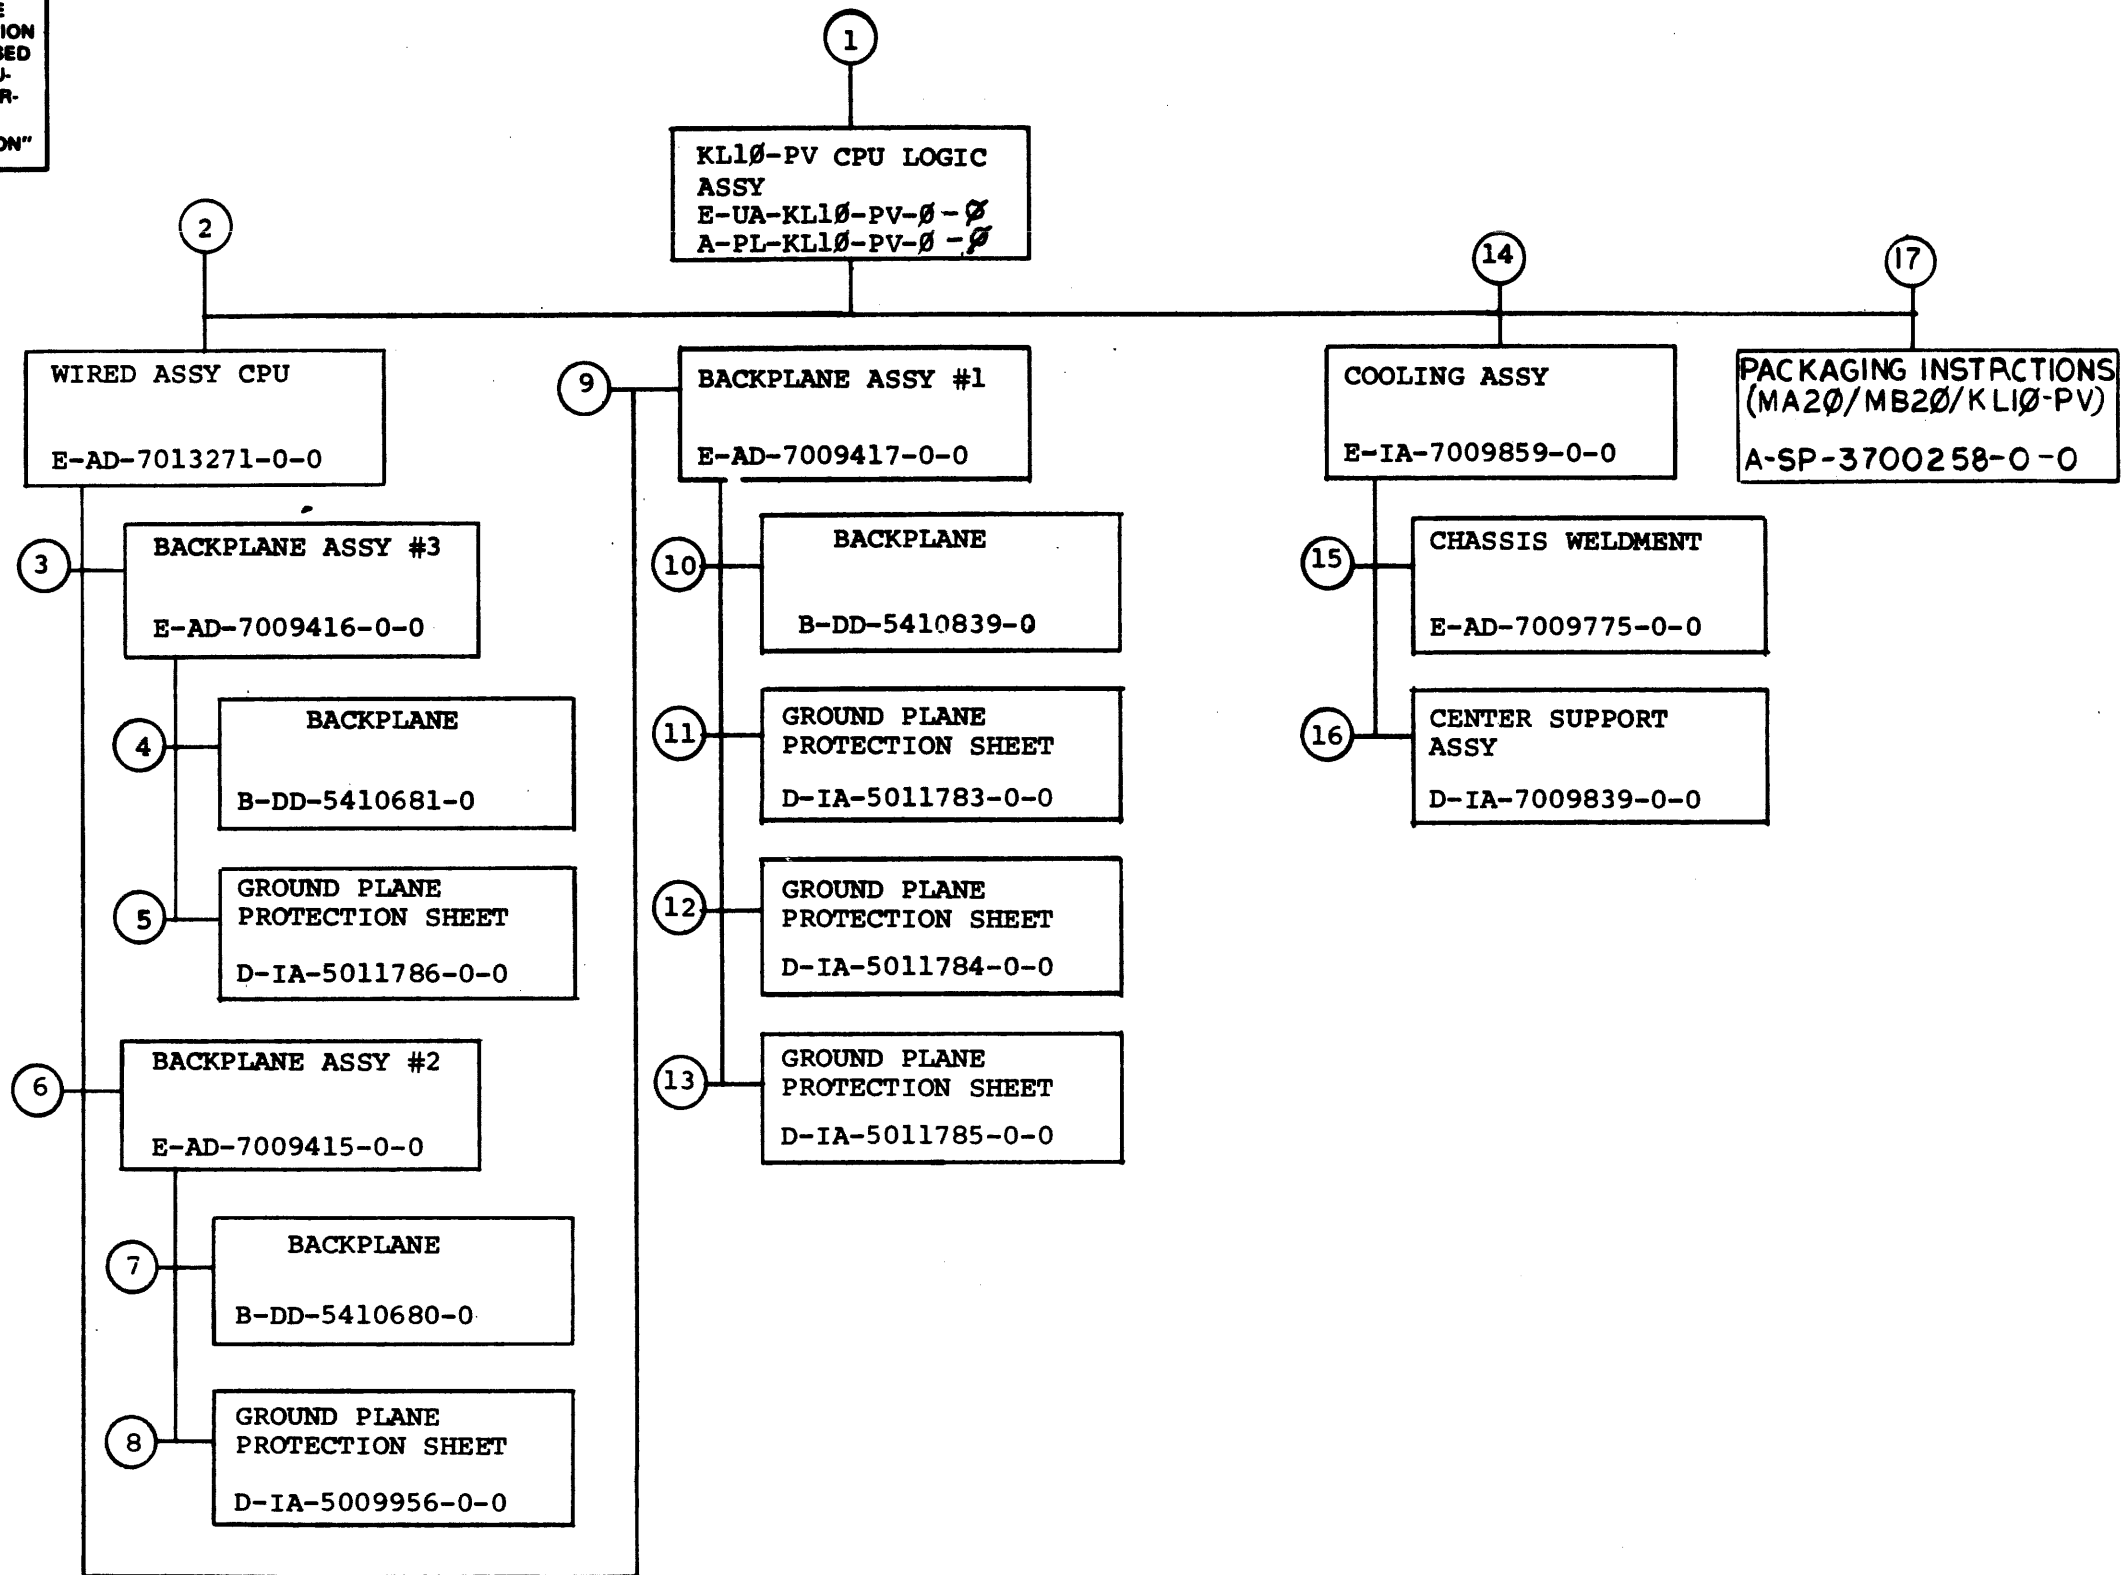 ION
1
KL1Ø-PV CPU LOGIC
ASSY
E-UA-KL1Ø-PV-Ø-Ø
A-PL-KL1Ø-PV-Ø-Ø
2
14
17
WIRED ASSY CPU
E-AD-7013271-0-0
9
BACKPLANE ASSY #1
E-AD-7009417-0-0
COOLING ASSY
E-IA-7009859-0-0
PACKAGING INSTRCTIONS
(MA2Ø/MB2Ø/KL1Ø-PV)
A-SP-3700258-0-0
3
BACKPLANE ASSY #3
E-AD-7009416-0-0
4
BACKPLANE
B-DD-5410681-0
5
GROUND PLANE
PROTECTION SHEET
D-IA-5011786-0-0
6
BACKPLANE ASSY #2
E-AD-7009415-0-0
7
BACKPLANE
B-DD-5410680-0
8
GROUND PLANE
PROTECTION SHEET
D-IA-5009956-0-0
10
BACKPLANE
B-DD-5410839-0
11
GROUND PLANE
PROTECTION SHEET
D-IA-5011783-0-0
12
GROUND PLANE
PROTECTION SHEET
D-IA-5011784-0-0
13
GROUND PLANE
PROTECTION SHEET
D-IA-5011785-0-0
15
CHASSIS WELDMENT
E-AD-7009775-0-0
16
CENTER SUPPORT
ASSY
D-IA-7009839-0-0